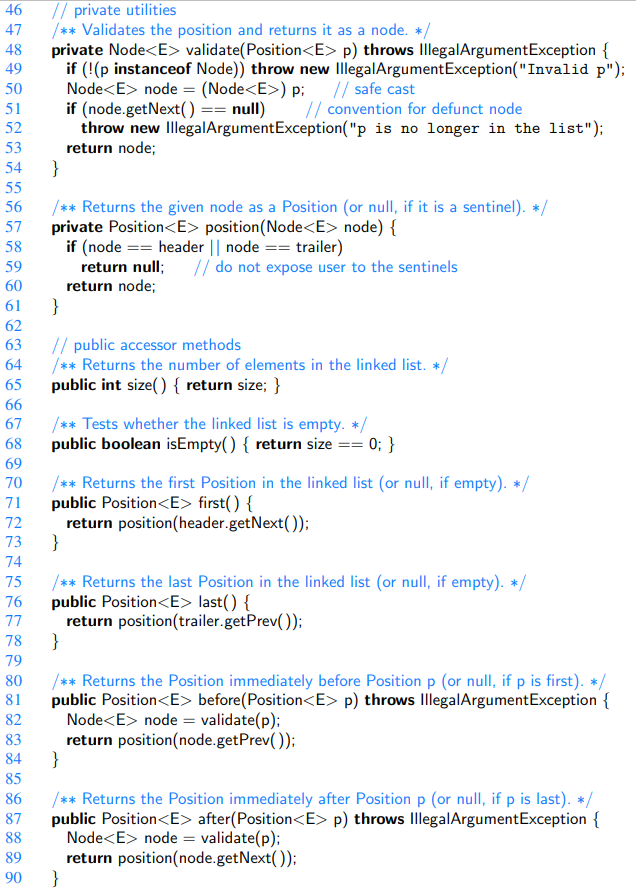 46 // private utilities
47 /** Validates the position and returns it as a node. */
48 private Node<E> validate(Position<E> p) throws IllegalArgumentException {
49 if (!(p instanceof Node)) throw new IllegalArgumentException("Invalid p");
50 Node<E> node = (Node<E>) p; // safe cast
51 if (node.getNext( ) == null) // convention for defunct node
52 throw new IllegalArgumentException("p is no longer in the list");
53 return node;
54 }
55
56 /** Returns the given node as a Position (or null, if it is a sentinel). */
57 private Position<E> position(Node<E> node) {
58 if (node == header || node == trailer)
59 return null; // do not expose user to the sentinels
60 return node;
61 }
62
63 // public accessor methods
64 /** Returns the number of elements in the linked list. */
65 public int size( ) { return size; }
66
67 /** Tests whether the linked list is empty. */
68 public boolean isEmpty( ) { return size == 0; }
69
70 /** Returns the first Position in the linked list (or null, if empty). */
71 public Position<E> first( ) {
72 return position(header.getNext( ));
73 }
74
75 /** Returns the last Position in the linked list (or null, if empty). */
76 public Position<E> last( ) {
77 return position(trailer.getPrev( ));
78 }
79
80 /** Returns the Position immediately before Position p (or null, if p is first). */
81 public Position<E> before(Position<E> p) throws IllegalArgumentException {
82 Node<E> node = validate(p);
83 return position(node.getPrev( ));
84 }
85
86 /** Returns the Position immediately after Position p (or null, if p is last). */
87 public Position<E> after(Position<E> p) throws IllegalArgumentException {
88 Node<E> node = validate(p);
89 return position(node.getNext( ));
90 }